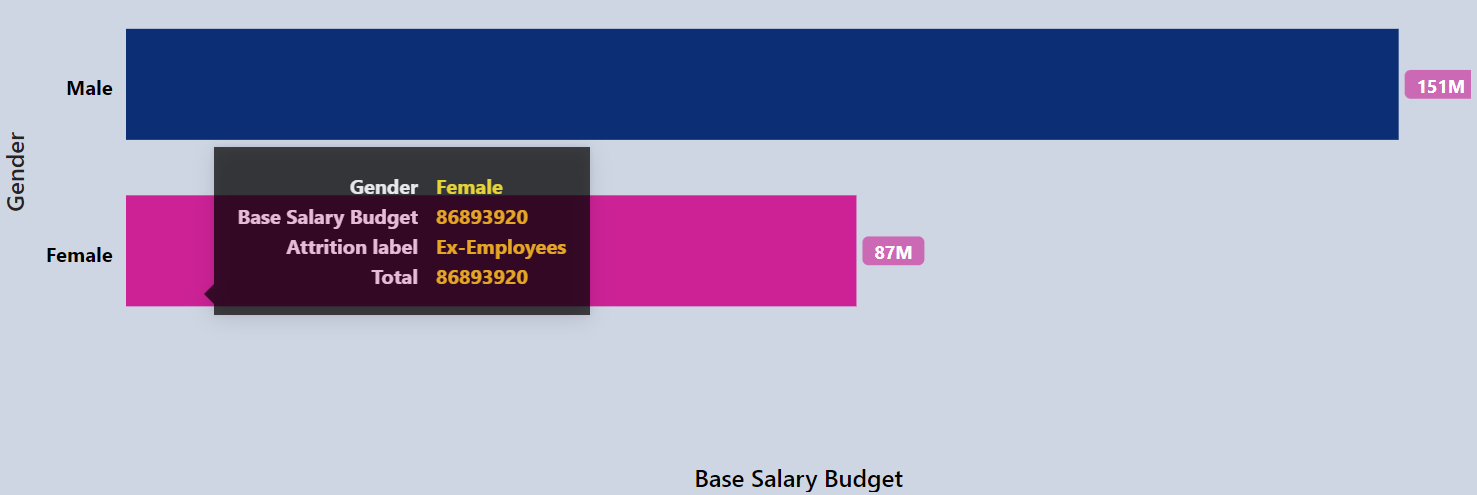 Gender
Male
151M
Gender Female
Base Salary Budget 86893920
Attrition label Ex-Employees
Total 86893920
Female
87M
Base Salary Budget